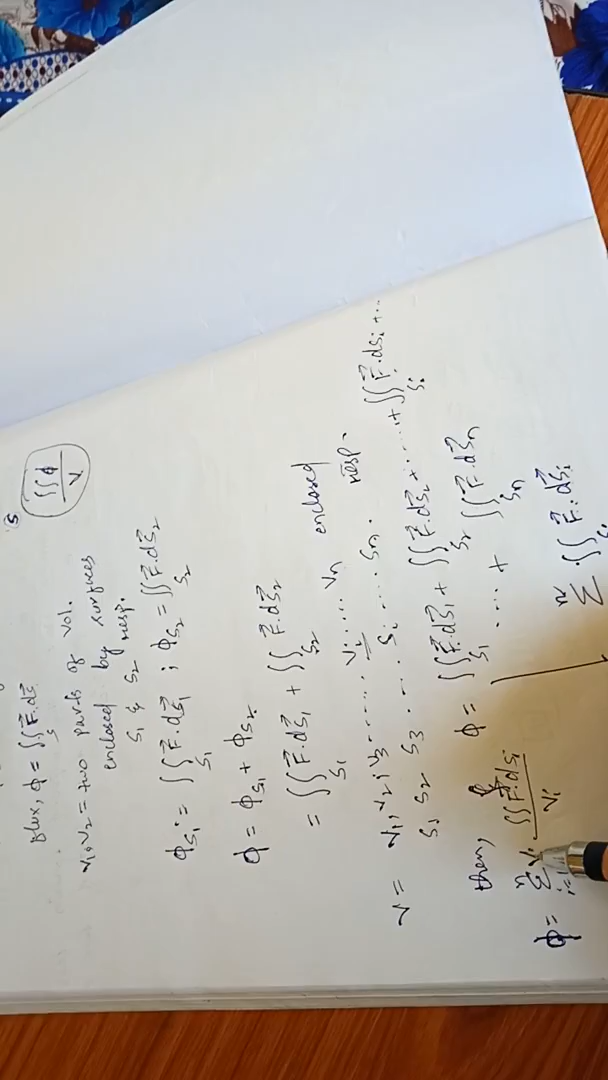 S
∫∫φ/V
flux, φ = ∫∫_S F⃗.ds⃗
V₁, V₂ = two parts of vol.
enclosed by surfaces
S₁ & S₂ resp.
φ_S₁ = ∫∫_S₁ F⃗.ds⃗₁ ; φ_S₂ = ∫∫_S₂ F⃗.ds⃗₂
φ = φ_S₁ + φ_S₂
= ∫∫_S₁ F⃗.ds⃗₁ + ∫∫_S₂ F⃗.ds⃗₂
V = V₁, V₂, V₃ ...... Vᵢ .... Vₙ enclosed
S₁ S₂ S₃ .... Sᵢ .... Sₙ. resp.
φ = ∫∫_S₁ F⃗.ds⃗₁ + ∫∫_S₂ F⃗.ds⃗₂ + ..... + ∫∫_Sᵢ F⃗.dsᵢ + ...
.... + ∫∫_Sₙ F⃗.ds⃗ₙ
then,
Σ ∫∫ F⃗.ds⃗ᵢ
φ = Σ Vᵢ ∫∫ F⃗.dsᵢ / Vᵢ